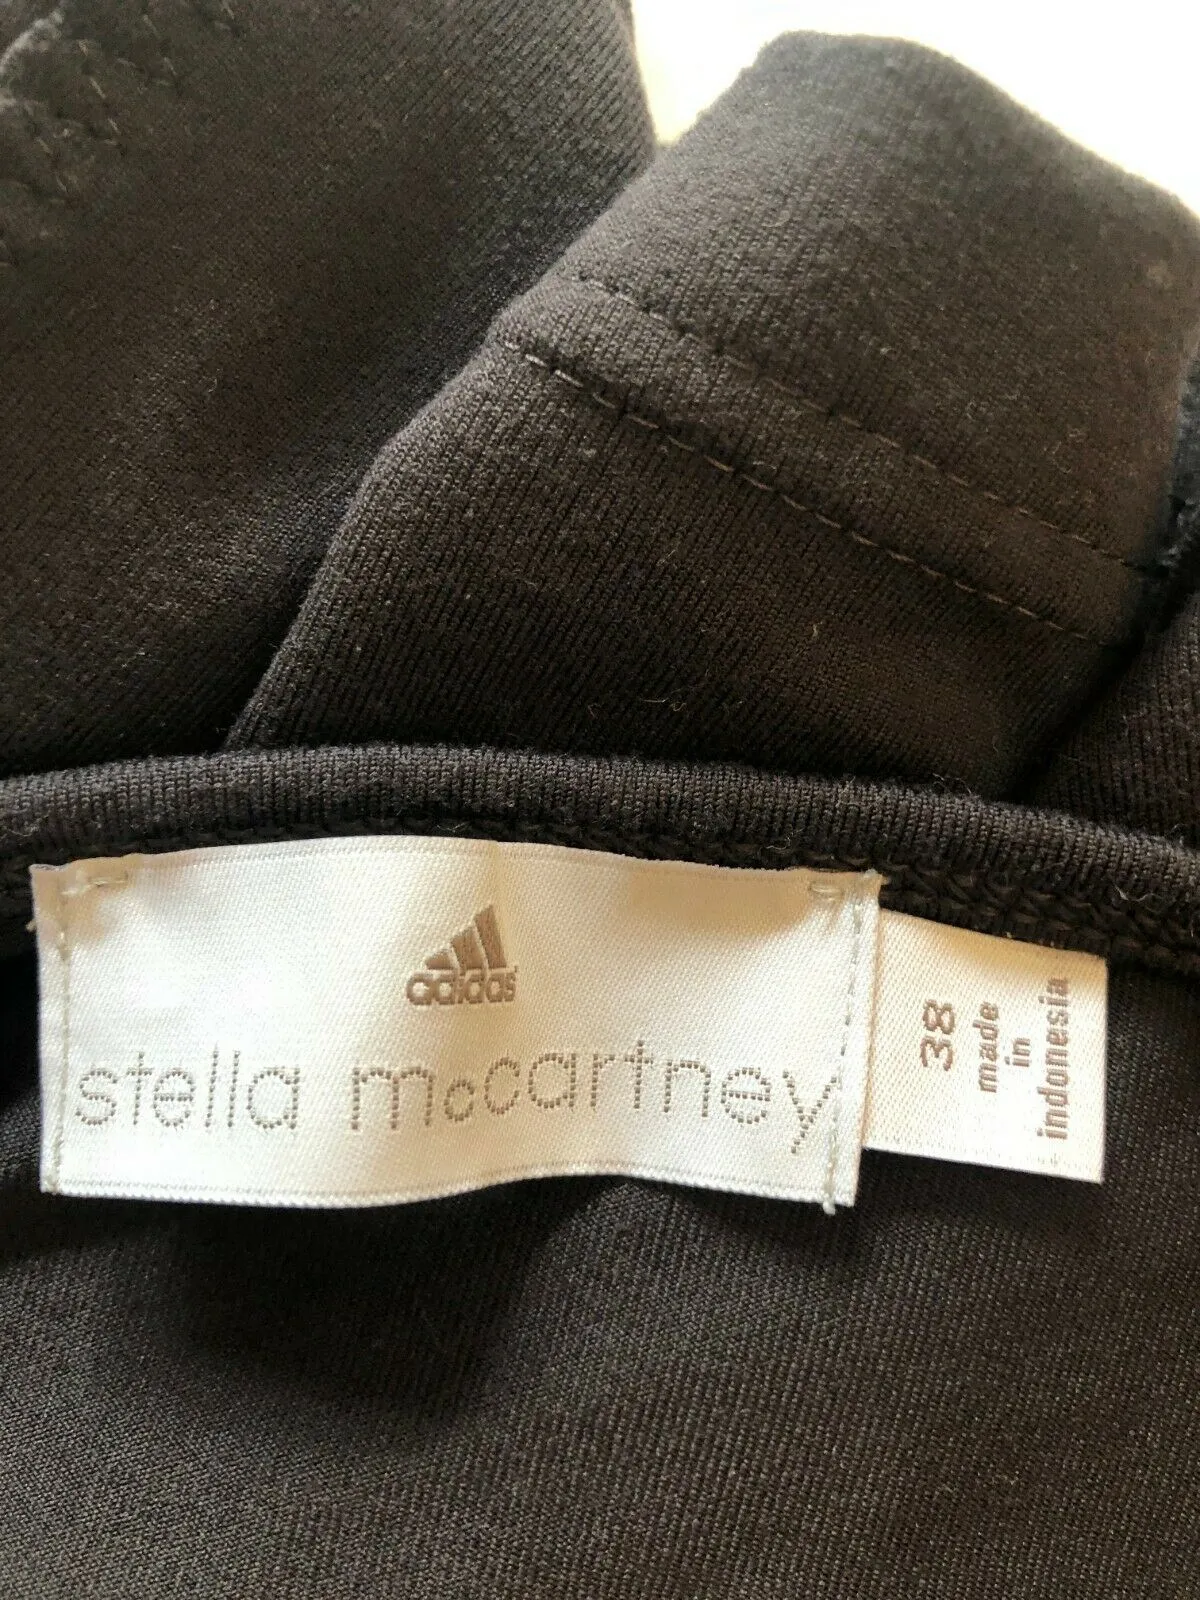 adidas
stella mccartney
38
made
in
indonesia